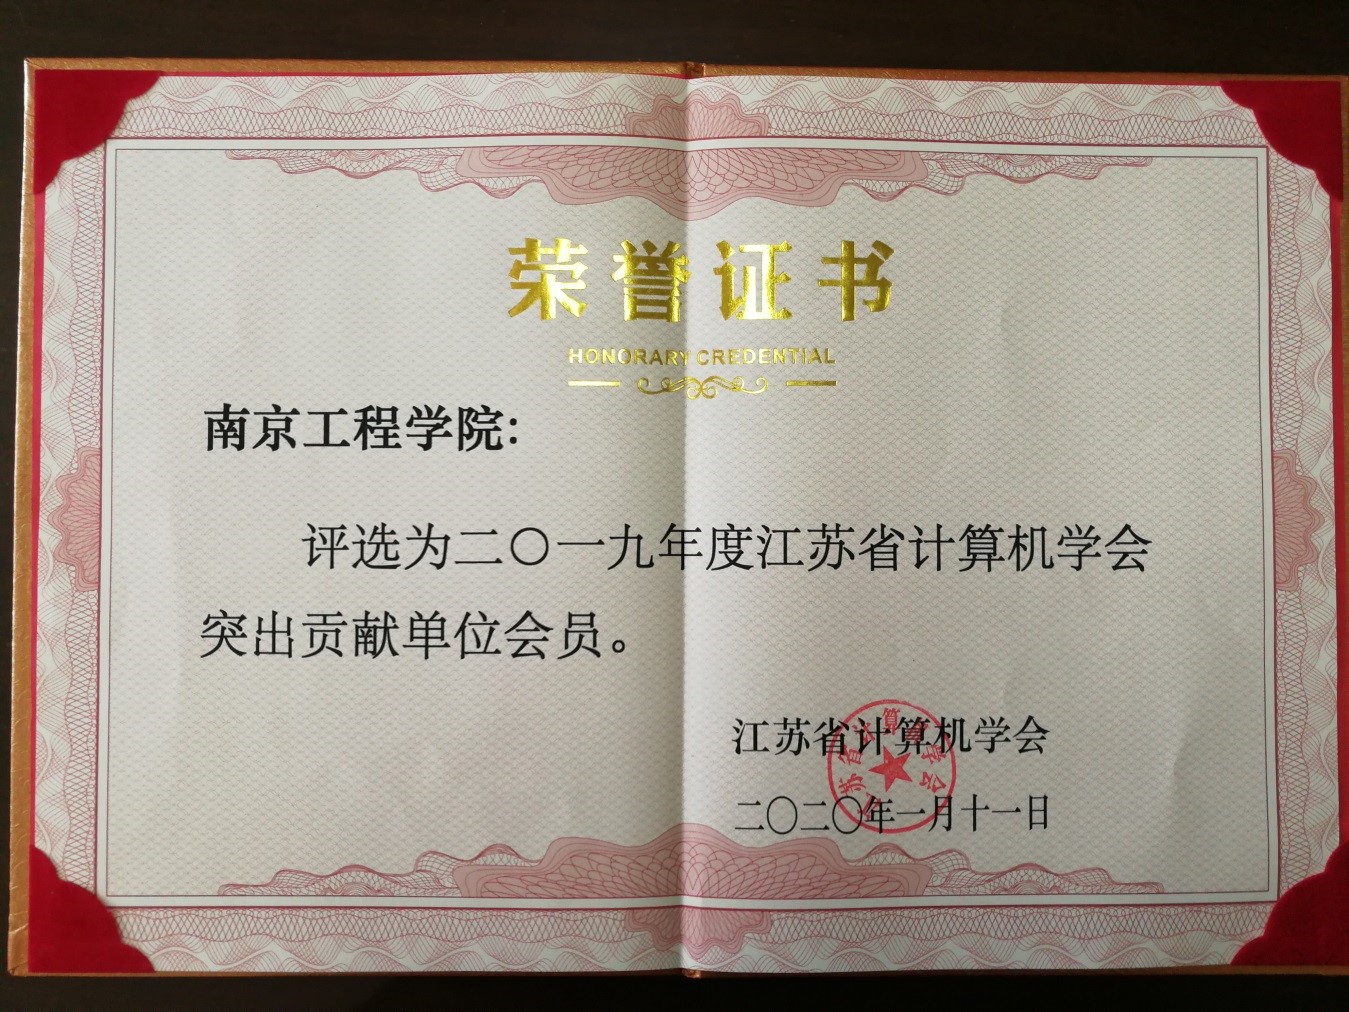 荣誉证书
HONORARY CREDENTIAL
南京工程学院：
评选为二〇一九年度江苏省计算机学会
突出贡献单位会员。
江苏省计算机学会
二〇二〇年一月十一日